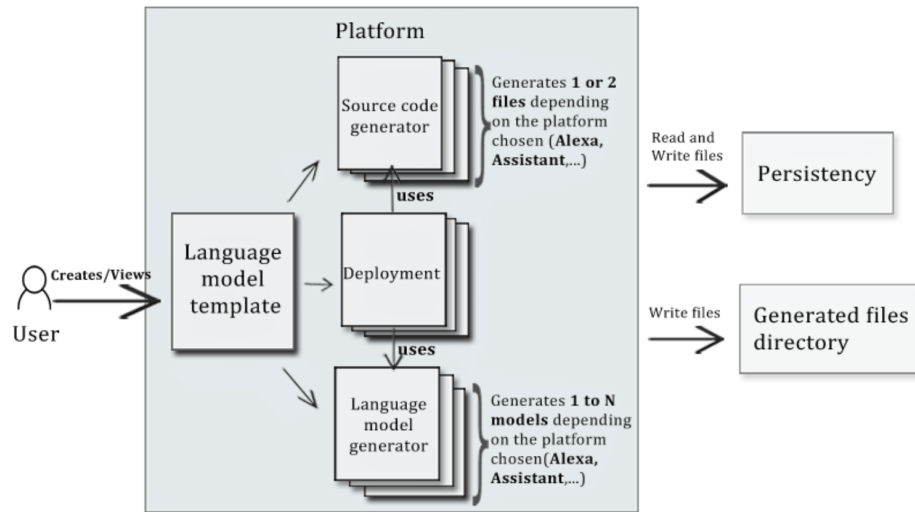 Platform
Source code
generator
Generates 1 or 2
files depending
on the platform
chosen (Alexa,
Assistant,...)
Read and
Write files
Persistency
uses
Creates/Views
User
Language
model
template
Deployment
uses
Write files
Generated files
directory
Language
model
generator
Generates 1 to N
models depending
on the platform
chosen(Alexa,
Assistant,...)